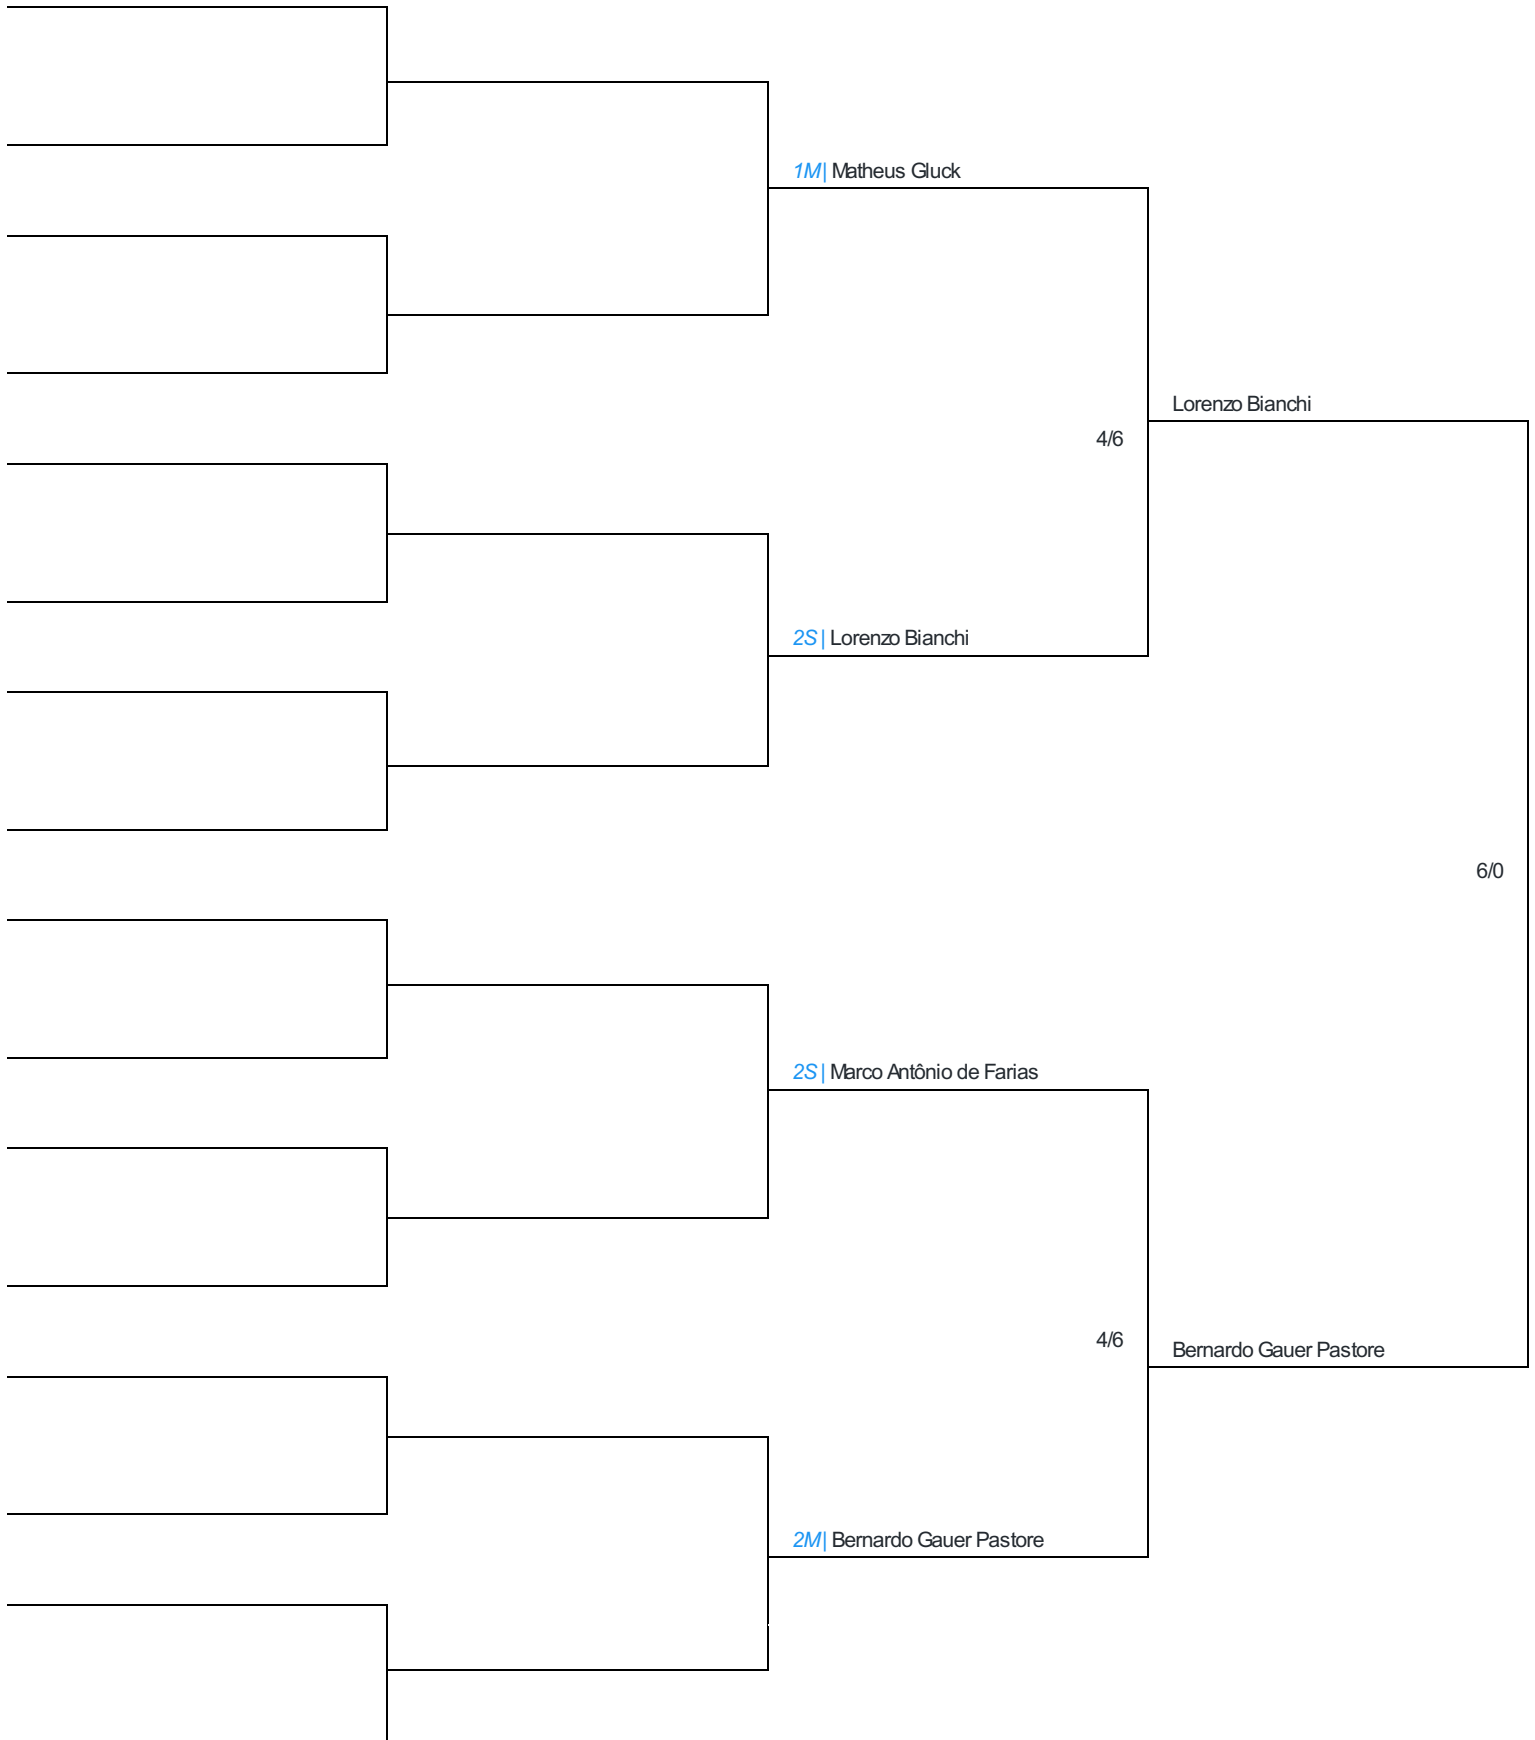 1M| Matheus Gluck
Lorenzo Bianchi
4/6
2S| Lorenzo Bianchi
6/0
2S| Marco Antônio de Farias
4/6
Bernardo Gauer Pastore
2M| Bernardo Gauer Pastore